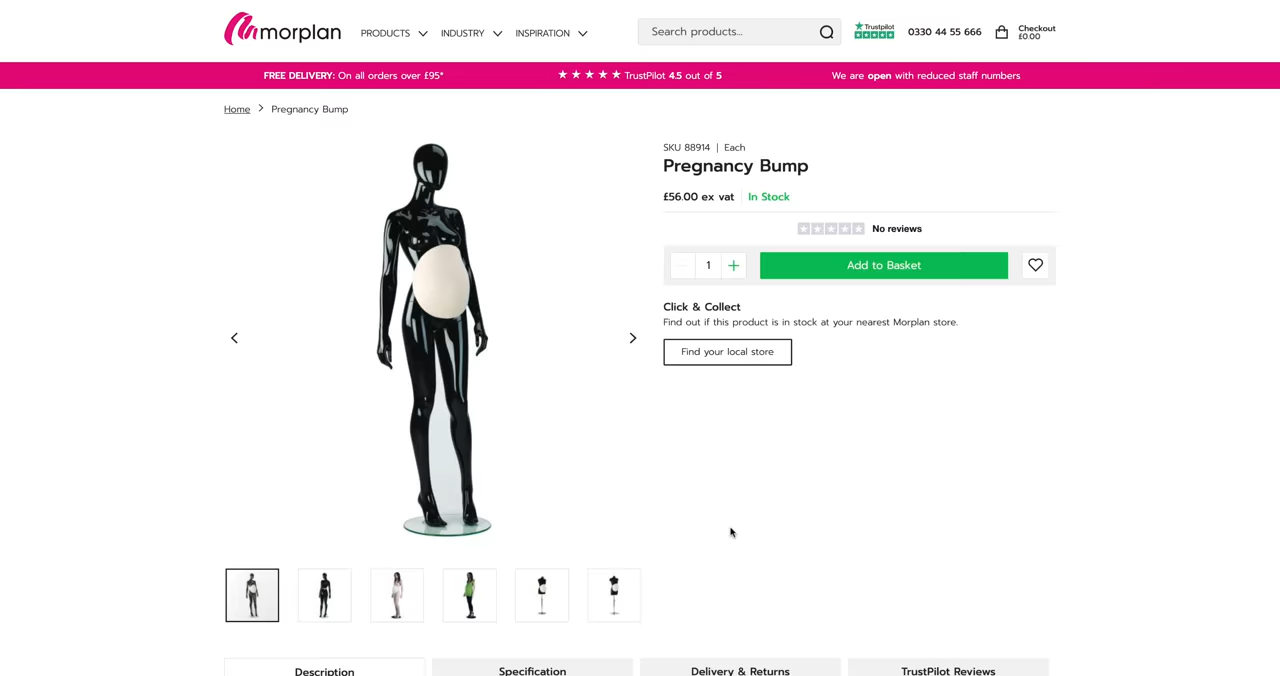 morplan
PRODUCTS
INDUSTRY
INSPIRATION
Search products...
Trustpilot
0330 44 55 666
Checkout
£0.00
FREE DELIVERY: On all orders over £95*
TrustPilot 4.5 out of 5
We are open with reduced staff numbers
Home > Pregnancy Bump
SKU 88914 | Each
Pregnancy Bump
£56.00 ex vat
In Stock
No reviews
1
Add to Basket
Click & Collect
Find out if this product is in stock at your nearest Morplan store.
Find your local store
Description
Specification
Delivery & Returns
TrustPilot Reviews